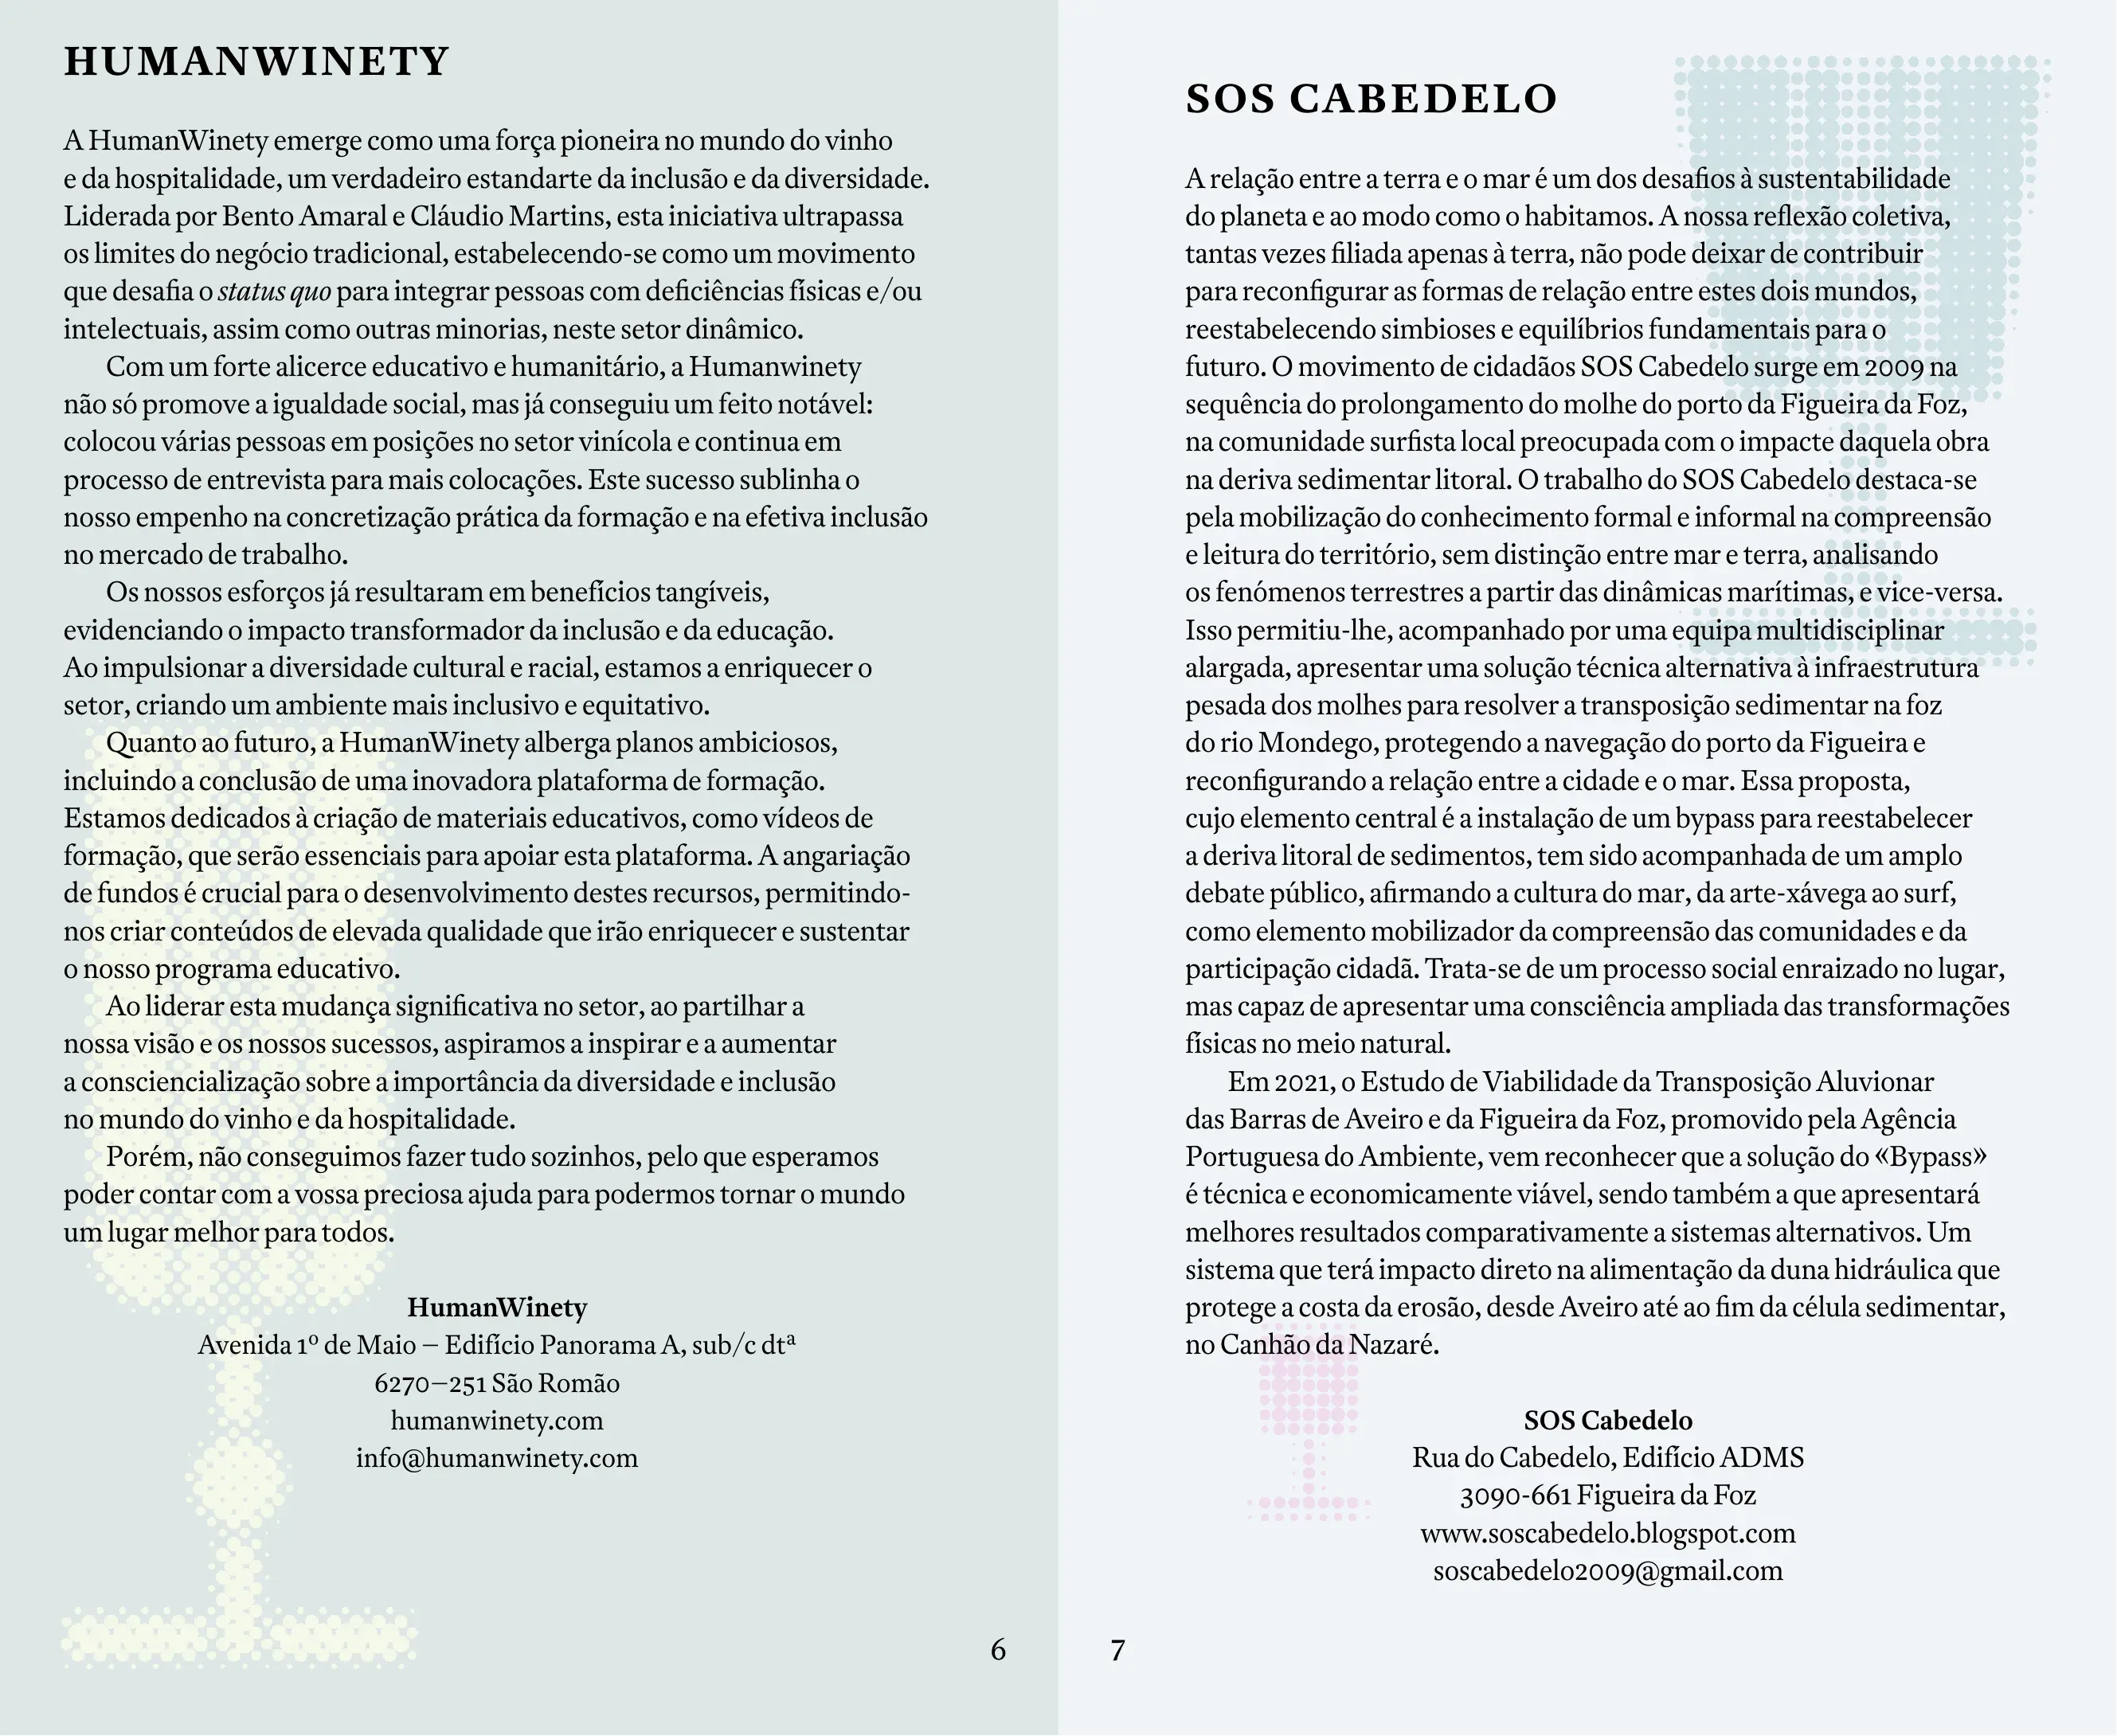 HUMANWINETY
A HumanWinety emerge como uma força pioneira no mundo do vinho
e da hospitalidade, um verdadeiro estandarte da inclusão e da diversidade.
Liderada por Bento Amaral e Cláudio Martins, esta iniciativa ultrapassa
os limites do negócio tradicional, estabelecendo-se como um movimento
que desafia o status quo para integrar pessoas com deficiências físicas e/ou
intelectuais, assim como outras minorias, neste setor dinâmico.
Com um forte alicerce educativo e humanitário, a Humanwinety
não só promove a igualdade social, mas já conseguiu um feito notável:
colocou várias pessoas em posições no setor vinícola e continua em
processo de entrevista para mais colocações. Este sucesso sublinha o
nosso empenho na concretização prática da formação e na efetiva inclusão
no mercado de trabalho.
Os nossos esforços já resultaram em benefícios tangíveis,
evidenciando o impacto transformador da inclusão e da educação.
Ao impulsionar a diversidade cultural e racial, estamos a enriquecer o
setor, criando um ambiente mais inclusivo e equitativo.
Quanto ao futuro, a HumanWinety alberga planos ambiciosos,
incluindo a conclusão de uma inovadora plataforma de formação.
Estamos dedicados à criação de materiais educativos, como vídeos de
formação, que serão essenciais para apoiar esta plataforma. A angariação
de fundos é crucial para o desenvolvimento destes recursos, permitindo-
nos criar conteúdos de elevada qualidade que irão enriquecer e sustentar
o nosso programa educativo.
Ao liderar esta mudança significativa no setor, ao partilhar a
nossa visão e os nossos sucessos, aspiramos a inspirar e a aumentar
a consciencialização sobre a importância da diversidade e inclusão
no mundo do vinho e da hospitalidade.
Porém, não conseguimos fazer tudo sozinhos, pelo que esperamos
poder contar com a vossa preciosa ajuda para podermos tornar o mundo
um lugar melhor para todos.
HumanWinety
Avenida 1º de Maio – Edifício Panorama A, sub/c dtª
6270–251 São Romão
humanwinety.com
info@humanwinety.com
6
SOS CABEDELO
A relação entre a terra e o mar é um dos desafios à sustentabilidade
do planeta e ao modo como o habitamos. A nossa reflexão coletiva,
tantas vezes filiada apenas à terra, não pode deixar de contribuir
para reconfigurar as formas de relação entre estes dois mundos,
reestabelecendo simbioses e equilíbrios fundamentais para o
futuro. O movimento de cidadãos SOS Cabedelo surge em 2009 na
sequência do prolongamento do molhe do porto da Figueira da Foz,
na comunidade surfista local preocupada com o impacte daquela obra
na deriva sedimentar litoral. O trabalho do SOS Cabedelo destaca-se
pela mobilização do conhecimento formal e informal na compreensão
e leitura do território, sem distinção entre mar e terra, analisando
os fenómenos terrestres a partir das dinâmicas marítimas, e vice-versa.
Isso permitiu-lhe, acompanhado por uma equipa multidisciplinar
alargada, apresentar uma solução técnica alternativa à infraestrutura
pesada dos molhes para resolver a transposição sedimentar na foz
do rio Mondego, protegendo a navegação do porto da Figueira e
reconfigurando a relação entre a cidade e o mar. Essa proposta,
cujo elemento central é a instalação de um bypass para reestabelecer
a deriva litoral de sedimentos, tem sido acompanhada de um amplo
debate público, afirmando a cultura do mar, da arte-xávega ao surf,
como elemento mobilizador da compreensão das comunidades e da
participação cidadã. Trata-se de um processo social enraizado no lugar,
mas capaz de apresentar uma consciência ampliada das transformações
físicas no meio natural.
Em 2021, o Estudo de Viabilidade da Transposição Aluvionar
das Barras de Aveiro e da Figueira da Foz, promovido pela Agência
Portuguesa do Ambiente, vem reconhecer que a solução do «Bypass»
é técnica e economicamente viável, sendo também a que apresentará
melhores resultados comparativamente a sistemas alternativos. Um
sistema que terá impacto direto na alimentação da duna hidráulica que
protege a costa da erosão, desde Aveiro até ao fim da célula sedimentar,
no Canhão da Nazaré.
SOS Cabedelo
Rua do Cabedelo, Edifício ADMS
3090-661 Figueira da Foz
www.soscabedelo.blogspot.com
soscabedelo2009@gmail.com
7